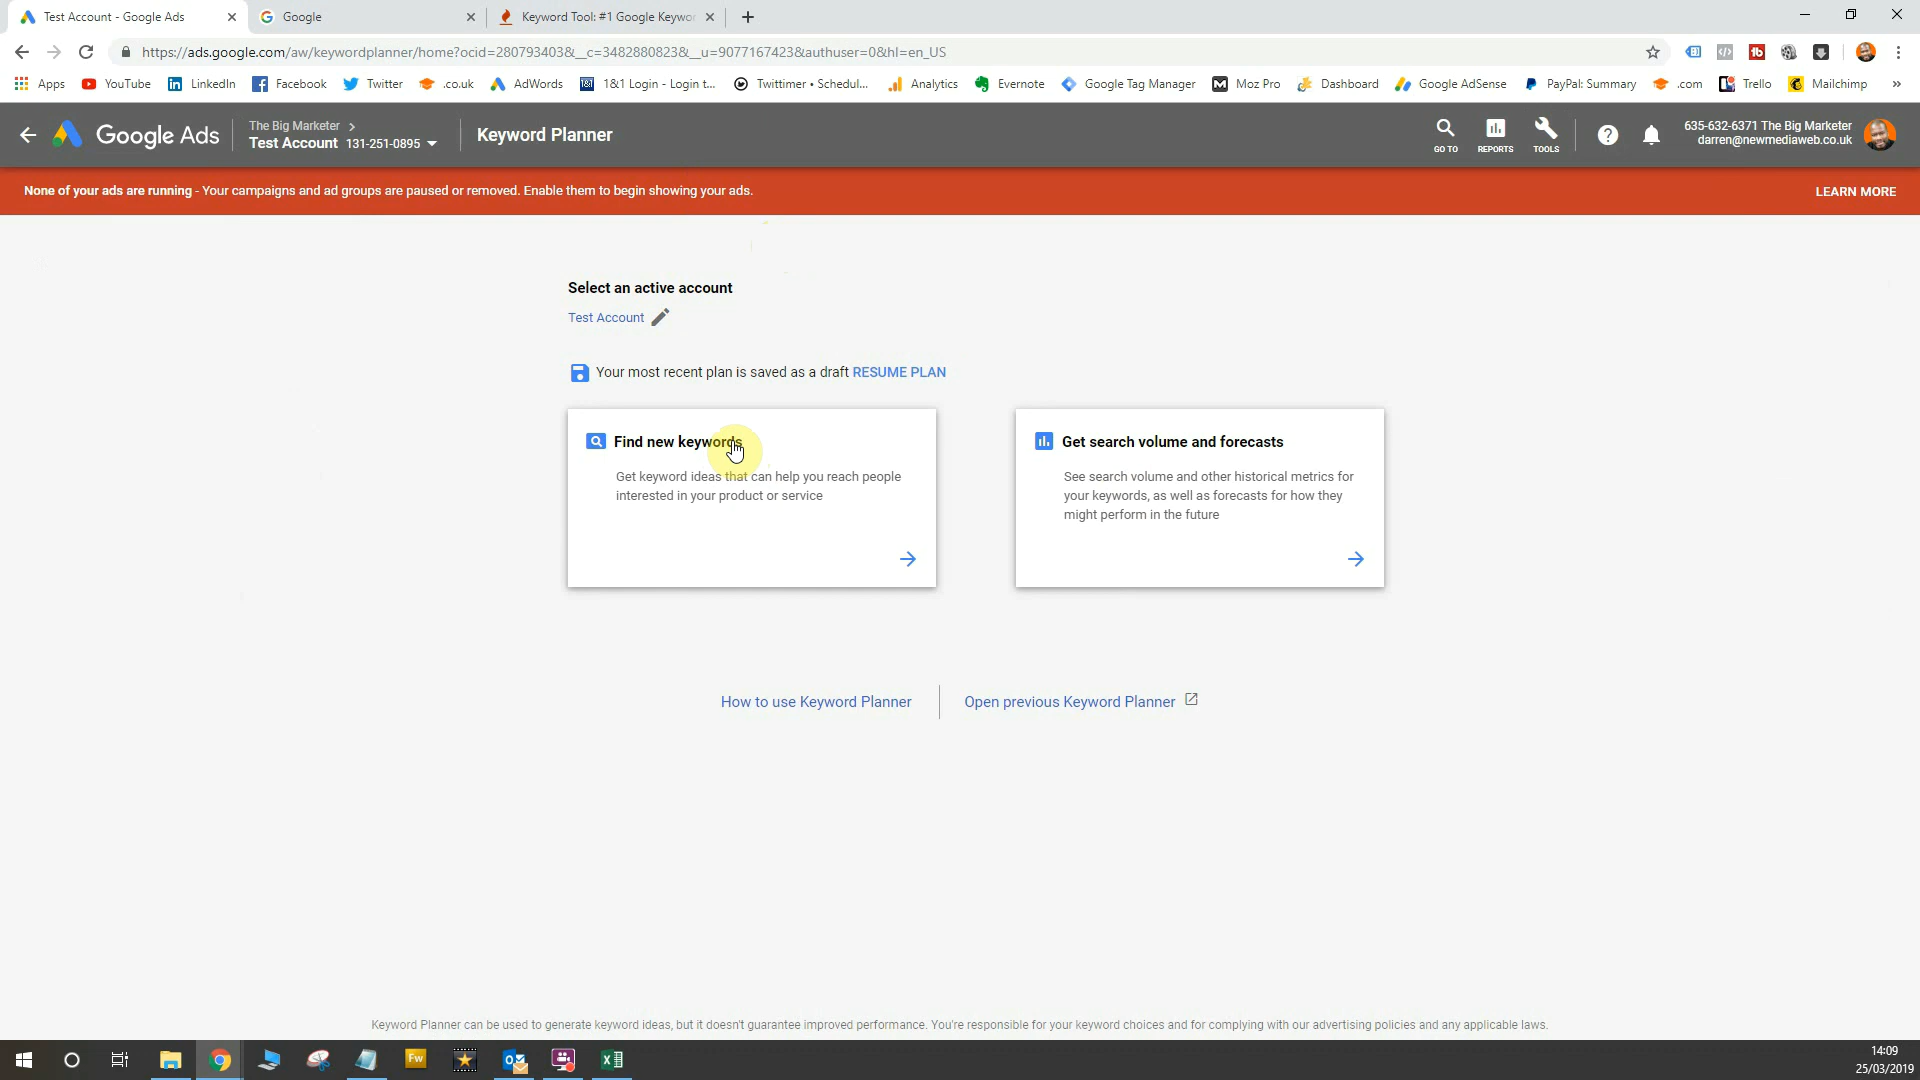 Test Account - Google Ads
Google
Keyword Tool: #1 Google Keywor
https://ads.google.com/aw/keywordplanner/home?ocid=280793403&__c=3482880823&__u=9077167423&authuser=0&hl=en_US
Apps YouTube LinkedIn Facebook Twitter .co.uk AdWords 1&1 Login - Login t... Twittimer • Schedul... Analytics Evernote Google Tag Manager Moz Pro Dashboard Google AdSense PayPal: Summary .com Trello Mailchimp »
Google Ads
The Big Marketer >
Test Account 131-251-0895
Keyword Planner
GO TO
REPORTS
TOOLS
635-632-6371 The Big Marketer
darren@newmediaweb.co.uk
None of your ads are running - Your campaigns and ad groups are paused or removed. Enable them to begin showing your ads.
LEARN MORE
Select an active account
Test Account
Your most recent plan is saved as a draft RESUME PLAN
Find new keywords
Get keyword ideas that can help you reach people
interested in your product or service
Get search volume and forecasts
See search volume and other historical metrics for
your keywords, as well as forecasts for how they
might perform in the future
How to use Keyword Planner
Open previous Keyword Planner
Keyword Planner can be used to generate keyword ideas, but it doesn't guarantee improved performance. You're responsible for your keyword choices and for complying with our advertising policies and any applicable laws.
Fw
14:09
25/03/2019